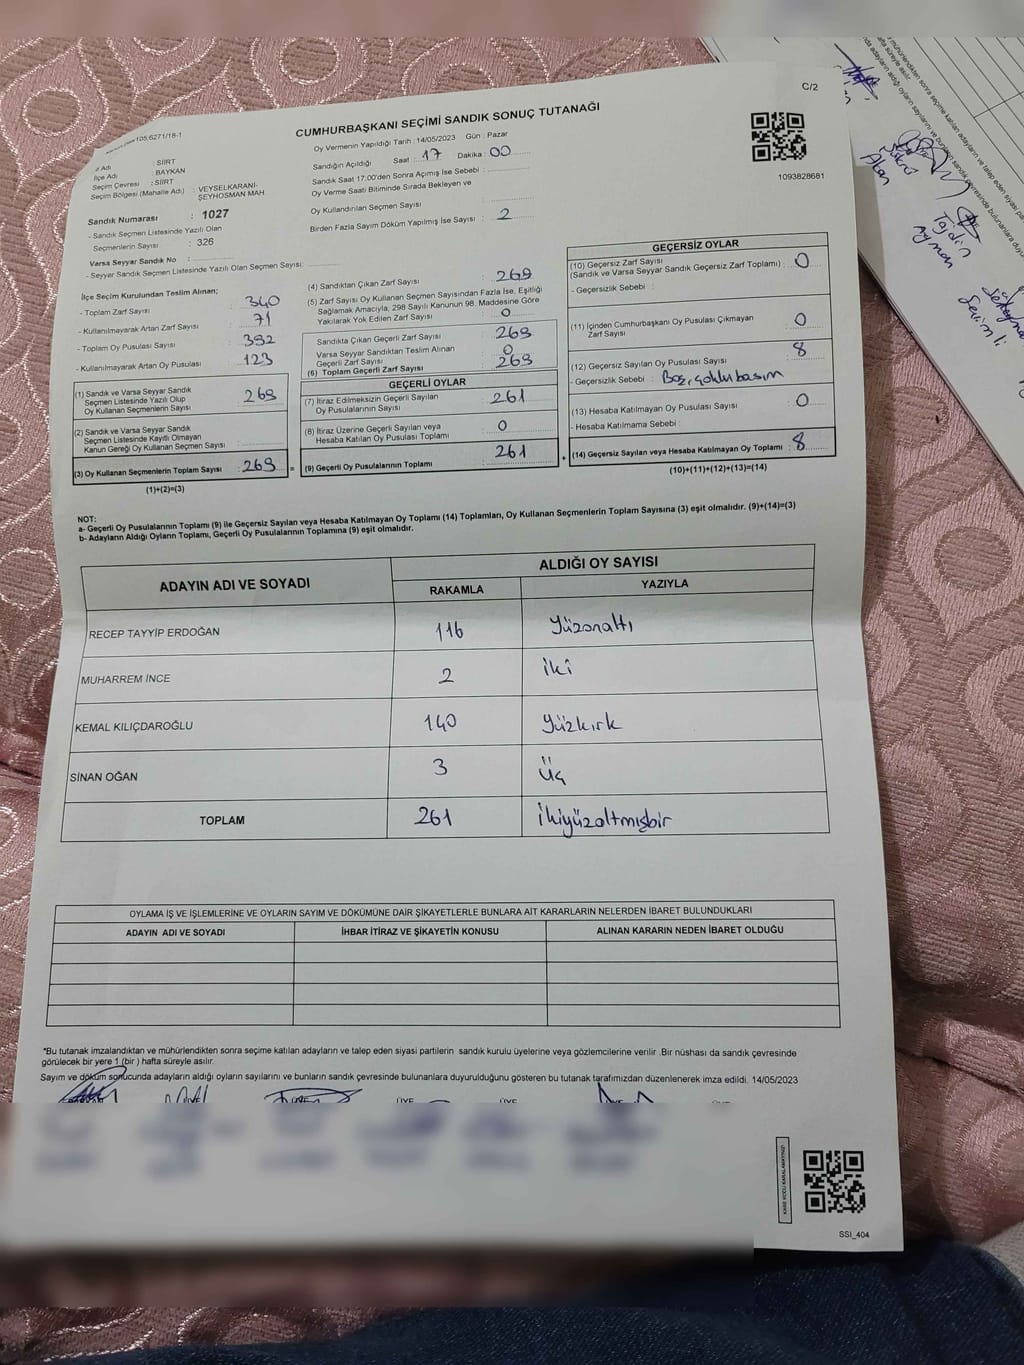 C/2
CUMHURBAŞKANI SEÇİMİ SANDIK SONUÇ TUTANAĞI
105,6271/18-1
Oy Vermenin Yapıldığı Tarih : 14/05/2023 Gün : Pazar
Sandığın Açıldığı Saat : 17 Dakika : 00
Sandık Saat 17:00'den Sonra Açımış İse Sebebi :
Oy Verme Saati Bitiminde Sırada Bekleyen ve
Oy Kullandırılan Seçmen Sayısı :
Birden Fazla Sayım Döküm Yapılmış İse Sayısı : 2
1093828681
İl Adı : SİİRT
İlçe Adı : BAYKAN
Seçim Çevresi : SİİRT
Seçim Bölgesi (Mahalle Adı) : VEYSELKARANİ-
ŞEYHOSMAN MAH
Sandık Numarası : 1027
- Sandık Seçmen Listesinde Yazılı Olan
Seçmenlerin Sayısı : 326
Varsa Seyyar Sandık No :
- Seyyar Sandık Seçmen Listesinde Yazılı Olan Seçmen Sayısı:
İlçe Seçim Kurulundan Teslim Alınan;
- Toplam Zarf Sayısı : 340
- Kullanılmayarak Artan Zarf Sayısı : 71
- Toplam Oy Pusulası Sayısı : 392
- Kullanılmayarak Artan Oy Pusulası : 123
(1) Sandık ve Varsa Seyyar Sandık
Seçmen Listesinde Yazılı Olup
Oy Kullanan Seçmenlerin Sayısı : 269
(2) Sandık ve Varsa Seyyar Sandık
Seçmen Listesinde Kayıtlı Olmayan
Kanun Gereği Oy Kullanan Seçmen Sayısı :
(3) Oy Kullanan Seçmenlerin Toplam Sayısı : 269
(1)+(2)=(3)
=
(4) Sandıktan Çıkan Zarf Sayısı : 269
(5) Zarf Sayısı Oy Kullanan Seçmen Sayısından Fazla İse, Eşitliği
Sağlamak Amacıyla, 298 Sayılı Kanunun 98. Maddesine Göre
Yakılarak Yok Edilen Zarf Sayısı : 0
Sandıkta Çıkan Geçerli Zarf Sayısı : 269
Varsa Seyyar Sandıktan Teslim Alınan
Geçerli Zarf Sayısı : 0
(6) Toplam Geçerli Zarf Sayısı : 269
GEÇERLİ OYLAR
(7) İtiraz Edilmeksizin Geçerli Sayılan
Oy Pusulalarının Sayısı : 261
(8) İtiraz Üzerine Geçerli Sayılan veya
Hesaba Katılan Oy Pusulası Toplamı : 0
(9) Geçerli Oy Pusulalarının Toplamı : 261
+
GEÇERSİZ OYLAR
(10) Geçersiz Zarf Sayısı
(Sandık ve Varsa Seyyar Sandık Geçersiz Zarf Toplamı) : 0
- Geçersizlik Sebebi :
(11) İçinden Cumhurbaşkanı Oy Pusulası Çıkmayan
Zarf Sayısı : 0
(12) Geçersiz Sayılan Oy Pusulası Sayısı : 8
- Geçersizlik Sebebi :
(13) Hesaba Katılmayan Oy Pusulası Sayısı : 0
- Hesaba Katılmama Sebebi :
(14) Geçersiz Sayılan veya Hesaba Katılmayan Oy Toplamı : 8
(10)+(11)+(12)+(13)=(14)
NOT:
a- Geçerli Oy Pusulalarının Toplamı (9) ile Geçersiz Sayılan veya Hesaba Katılmayan Oy Toplamı (14) Toplamları, Oy Kullanan Seçmenlerin Toplam Sayısına (3) eşit olmalıdır. (9)+(14)=(3)
b- Adayların Aldığı Oyların Toplamı, Geçerli Oy Pusulalarının Toplamına (9) eşit olmalıdır.
ADAYIN ADI VE SOYADI ALDIĞI OY SAYISI
RAKAMLA YAZIYLA
RECEP TAYYİP ERDOĞAN 116 Yüzonaltı
MUHARREM İNCE 2 iki
KEMAL KILIÇDAROĞLU 140 yüzkırk
SİNAN OĞAN 3 üç
TOPLAM 261 ikiyüzaltmışbir
OYLAMA İŞ VE İŞLEMLERİNE VE OYLARIN SAYIM VE DÖKÜMÜNE DAİR ŞİKAYETLERLE BUNLARA AİT KARARLARIN NELERDEN İBARET BULUNDUKLARI
ADAYIN ADI VE SOYADI İHBAR İTİRAZ VE ŞİKAYETİN KONUSU ALINAN KARARIN NEDEN İBARET OLDUĞU
*Bu tutanak imzalandıktan ve mühürlendikten sonra seçime katılan adayların ve talep eden siyasi partilerin sandık kurulu üyelerine veya gözlemcilerine verilir .Bir nüshası da sandık çevresinde
görülecek bir yere 1 (bir ) hafta süreyle asılır.
Sayım ve döküm sonucunda adayların aldığı oyların sayılarını ve bunların sandık çevresinde bulunanlara duyurulduğunu gösteren bu tutanak tarafımızdan düzenlenerek imza edildi. 14/05/2023
ÜYE ÜYE
KARE KODU KARALAMAYINIZ!
SSİ_404